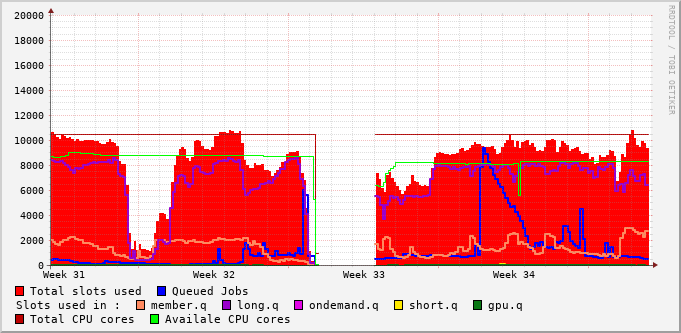 20000
18000
16000
14000
12000
10000
8000
6000
4000
2000
0
Week 31 Week 32 Week 33 Week 34
Total slots used Queued Jobs
Slots used in : member.q long.q ondemand.q short.q gpu.q
Total CPU cores Availale CPU cores
RRDTOOL / TOBI OETIKER